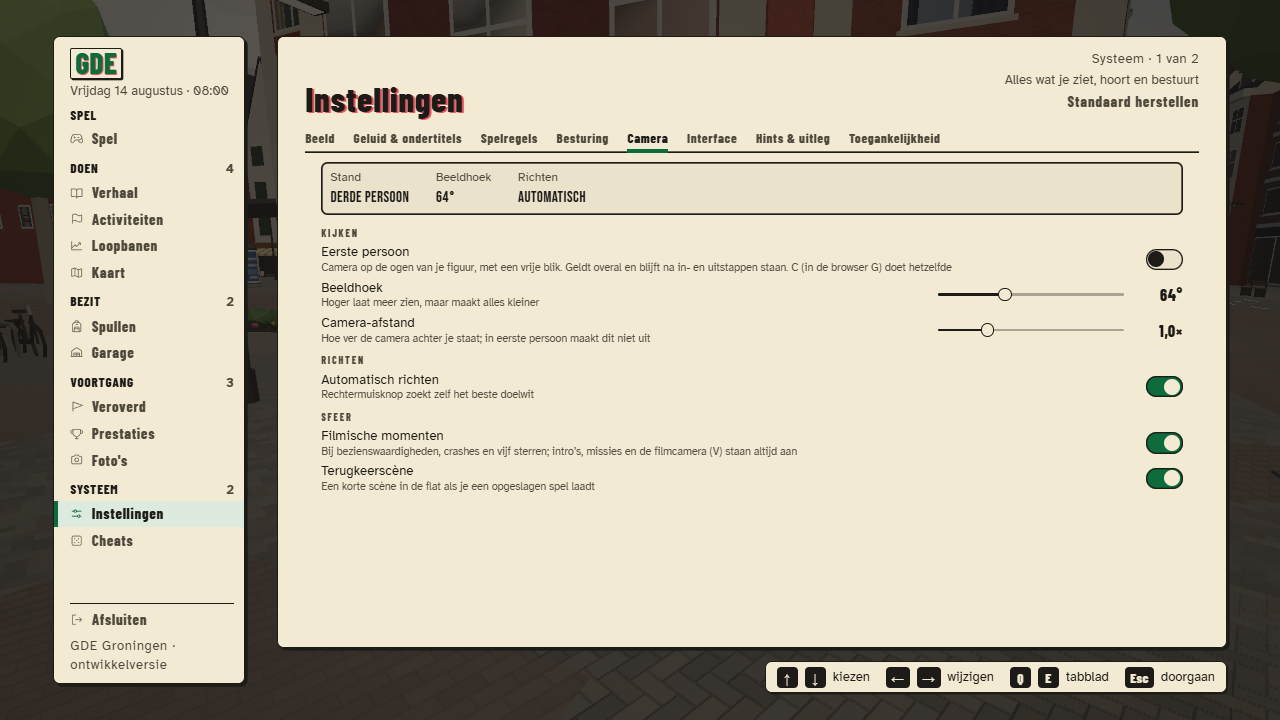 GDE
Vrijdag 14 augustus · 08:00
SPEL
Spel
DOEN 4
Verhaal
Activiteiten
Loopbanen
Kaart
BEZIT 2
Spullen
Garage
VOORTGANG 3
Veroverd
Prestaties
Foto's
SYSTEEM 2
Instellingen
Cheats
Afsluiten
GDE Groningen ·
ontwikkelversie
Systeem · 1 van 2
Alles wat je ziet, hoort en bestuurt
Standaard herstellen
Instellingen
Beeld Geluid & ondertitels Spelregels Besturing Camera Interface Hints & uitleg Toegankelijkheid
Stand Beeldhoek Richten
DERDE PERSOON 64° AUTOMATISCH
KIJKEN
Eerste persoon
Camera op de ogen van je figuur, met een vrije blik. Geldt overal en blijft na in- en uitstappen staan. C (in de browser G) doet hetzelfde
Beeldhoek
Hoger laat meer zien, maar maakt alles kleiner
64°
Camera-afstand
Hoe ver de camera achter je staat; in eerste persoon maakt dit niet uit
1,0×
RICHTEN
Automatisch richten
Rechtermuisknop zoekt zelf het beste doelwit
SFEER
Filmische momenten
Bij bezienswaardigheden, crashes en vijf sterren; intro's, missies en de filmcamera (V) staan altijd aan
Terugkeerscène
Een korte scène in de flat als je een opgeslagen spel laadt
↑ ↓ kiezen ← → wijzigen Q E tabblad Esc doorgaan